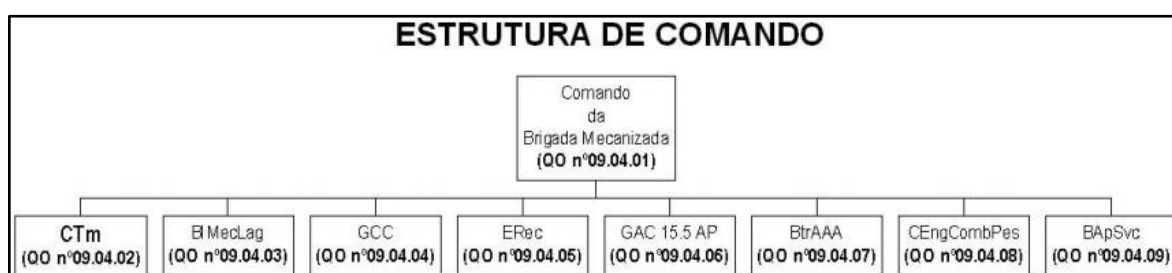 ESTRUTURA DE COMANDO
Comando
da
Brigada Mecanizada
(QO nº09.04.01)
CTm
(QO nº09.04.02)
BIMecLag
(QO nº09.04.03)
GCC
(QO nº09.04.04)
ERec
(QO nº09.04.05)
GAC 15.5 AP
(QO nº09.04.06)
BtrAAA
(QO nº09.04.07)
CEngCombPes
(QO nº09.04.08)
BApSvc
(QO nº09.04.09)